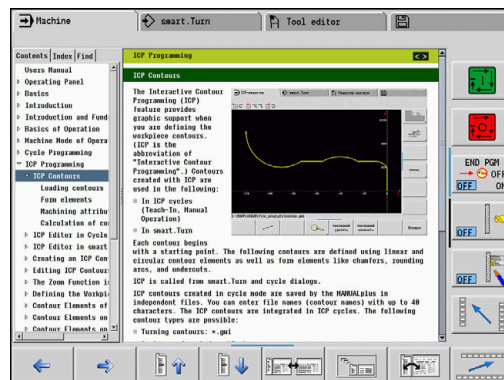 Machine
smart.Turn
Tool editor
Contents Index Find
Users Manual
Operating Panel
Basics
Introduction
Introduction and Fund
Basics of Operation
Machine Mode of Opera
Cycle Programming
ICP Programming
ICP Contours
Loading contours
Form elements
Machining attrib
Calculation of co
ICP Editor in Cycle
ICP Editor in smart
Creating an ICP Con
Editing ICP Contour
The Zoom Function i
Defining the Workpi
Contour Elements of
Contour Elements on
Contour Elements on
ICP Programming
ICP Contours
The Interactive Contour
Programming (ICP)
feature provides
graphic support when
you are defining the
workpiece contours.
(ICP is the
abbreviation of
"Interactive Contour
Programming".) Contours
created with ICP are
used in the following:
In ICP cycles
(Teach-In, Manual
Operation)
In smart.Turn
Each contour begins
with a starting point. The following contours are defined using linear and
circular contour elements as well as form elements like chamfers, rounding
arcs, and undercuts.
ICP is called from smart.Turn and cycle dialogs.
ICP contours created in cycle mode are saved by the MANUALplus in
independent files. You can enter file names (contour names) with up to 40
characters. The ICP contours are integrated in ICP cycles. The following
contour types are possible:
Turning contours: *.gmi
smart.Turn
END PGM
OFF
OFF ON
OFF
OFF